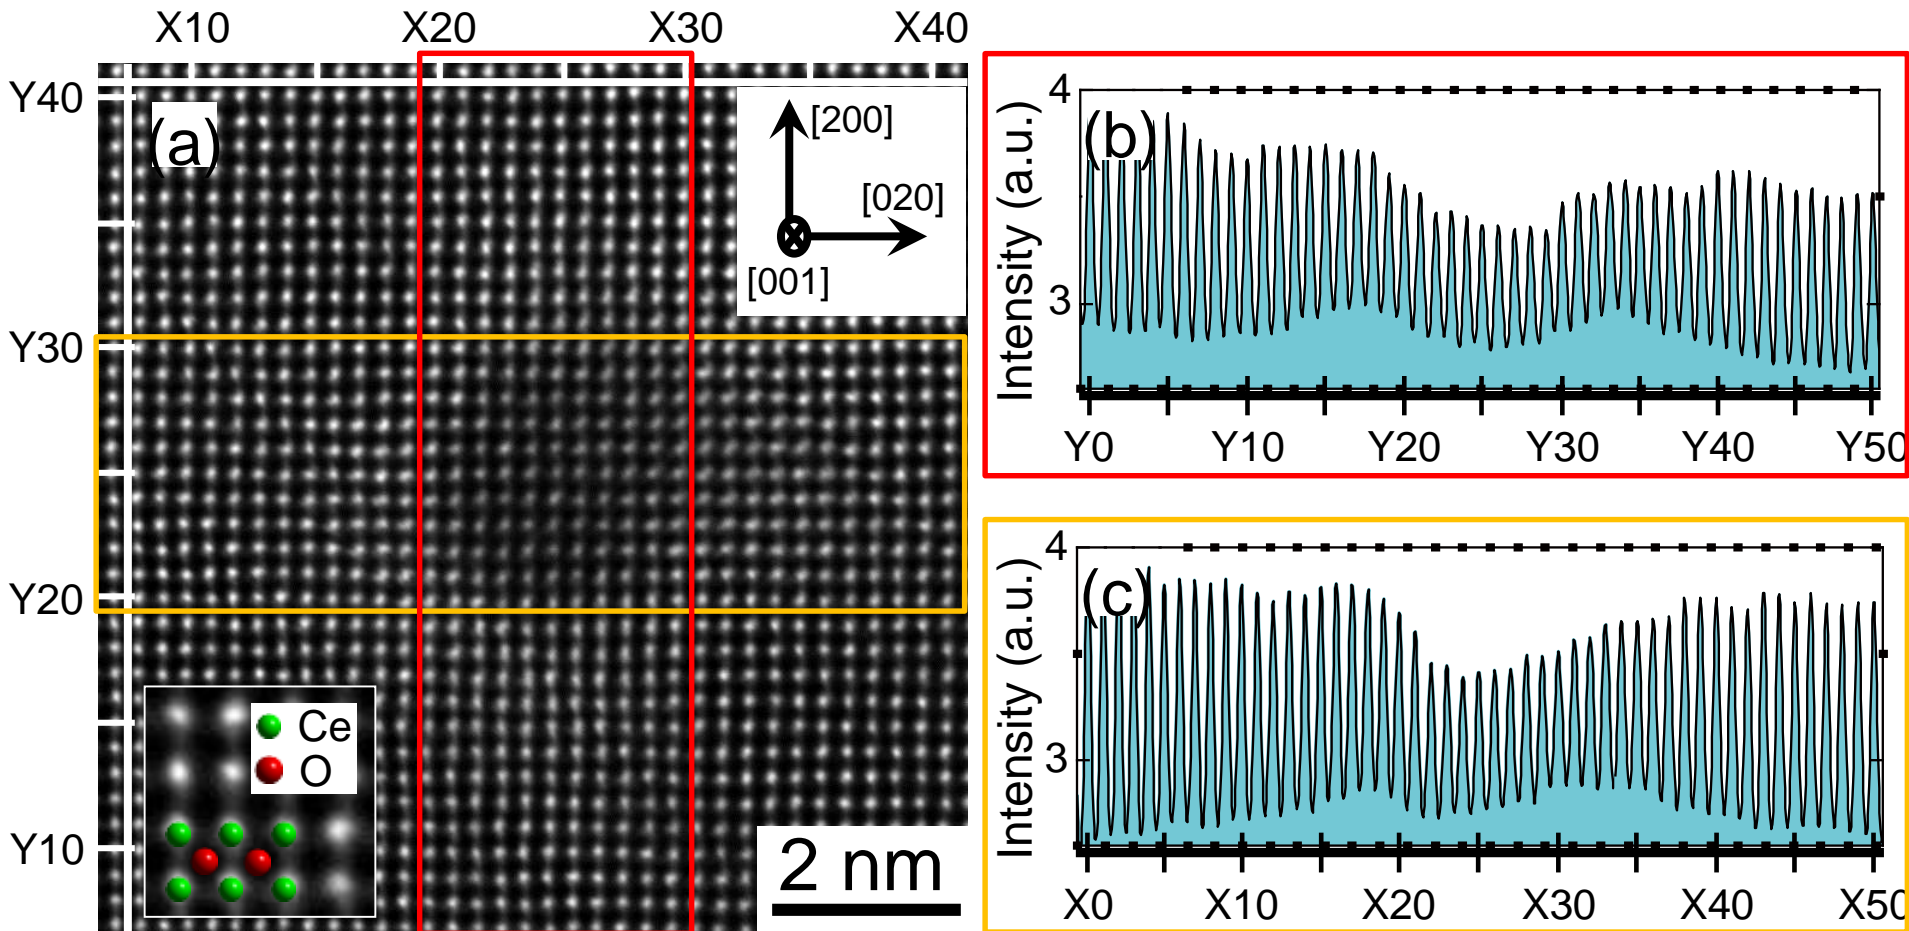 X10 X20 X30 X40
Y40
Y30
Y20
Y10
(a)
[200]
[020]
[001]
Ce
O
2 nm
(b)
Intensity (a.u.)
4
3
Y0 Y10 Y20 Y30 Y40 Y50
(c)
Intensity (a.u.)
4
3
X0 X10 X20 X30 X40 X50